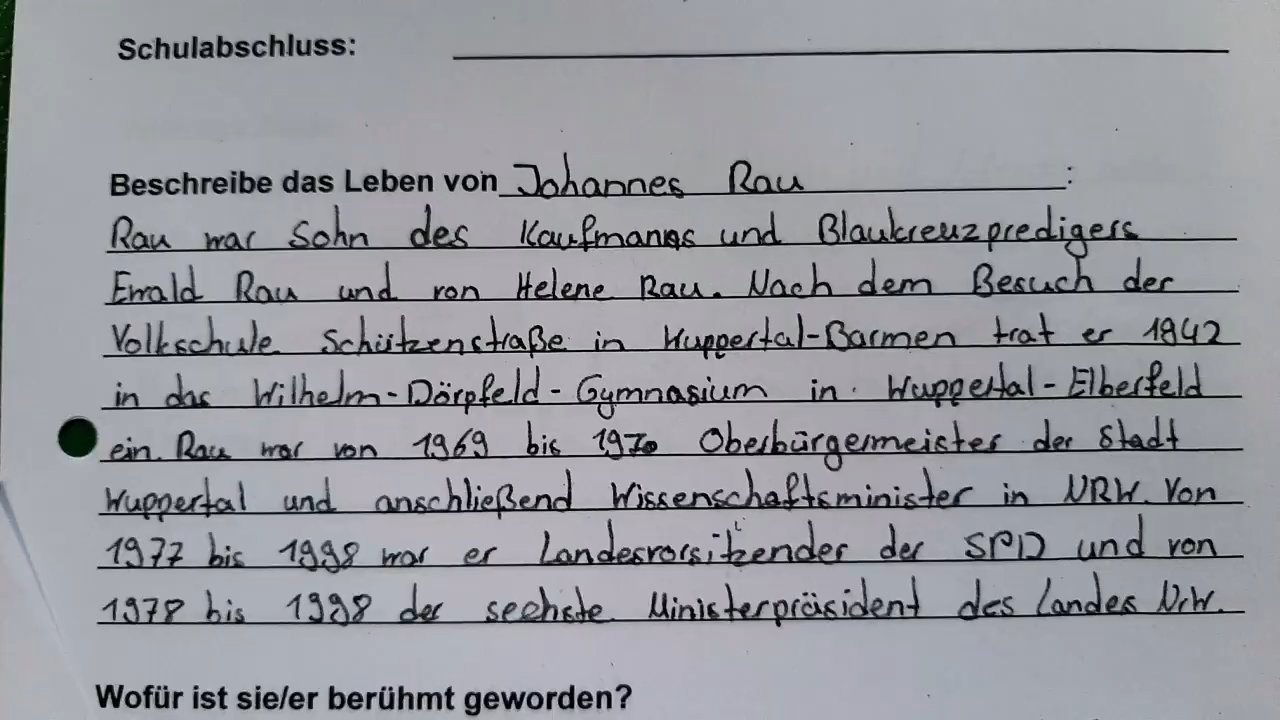 Schulabschluss:
Beschreibe das Leben von Johannes Rau :
Rau war Sohn des Kaufmanns und Blaukreuzpredigers
Ewald Rau und von Helene Rau. Nach dem Besuch der
Volkschule Schützenstraße in Wuppertal-Barmen trat er 1942
in das Wilhelm-Dörpfeld-Gymnasium in Wuppertal-Elberfeld
ein. Rau war von 1969 bis 1970 Oberbürgermeister der Stadt
Wuppertal und anschließend Wissenschaftsminister in NRW. Von
1977 bis 1998 war er Landesvorsitzender der SPD und von
1978 bis 1998 der sechste Ministerpräsident des Landes NrW.
Wofür ist sie/er berühmt geworden?